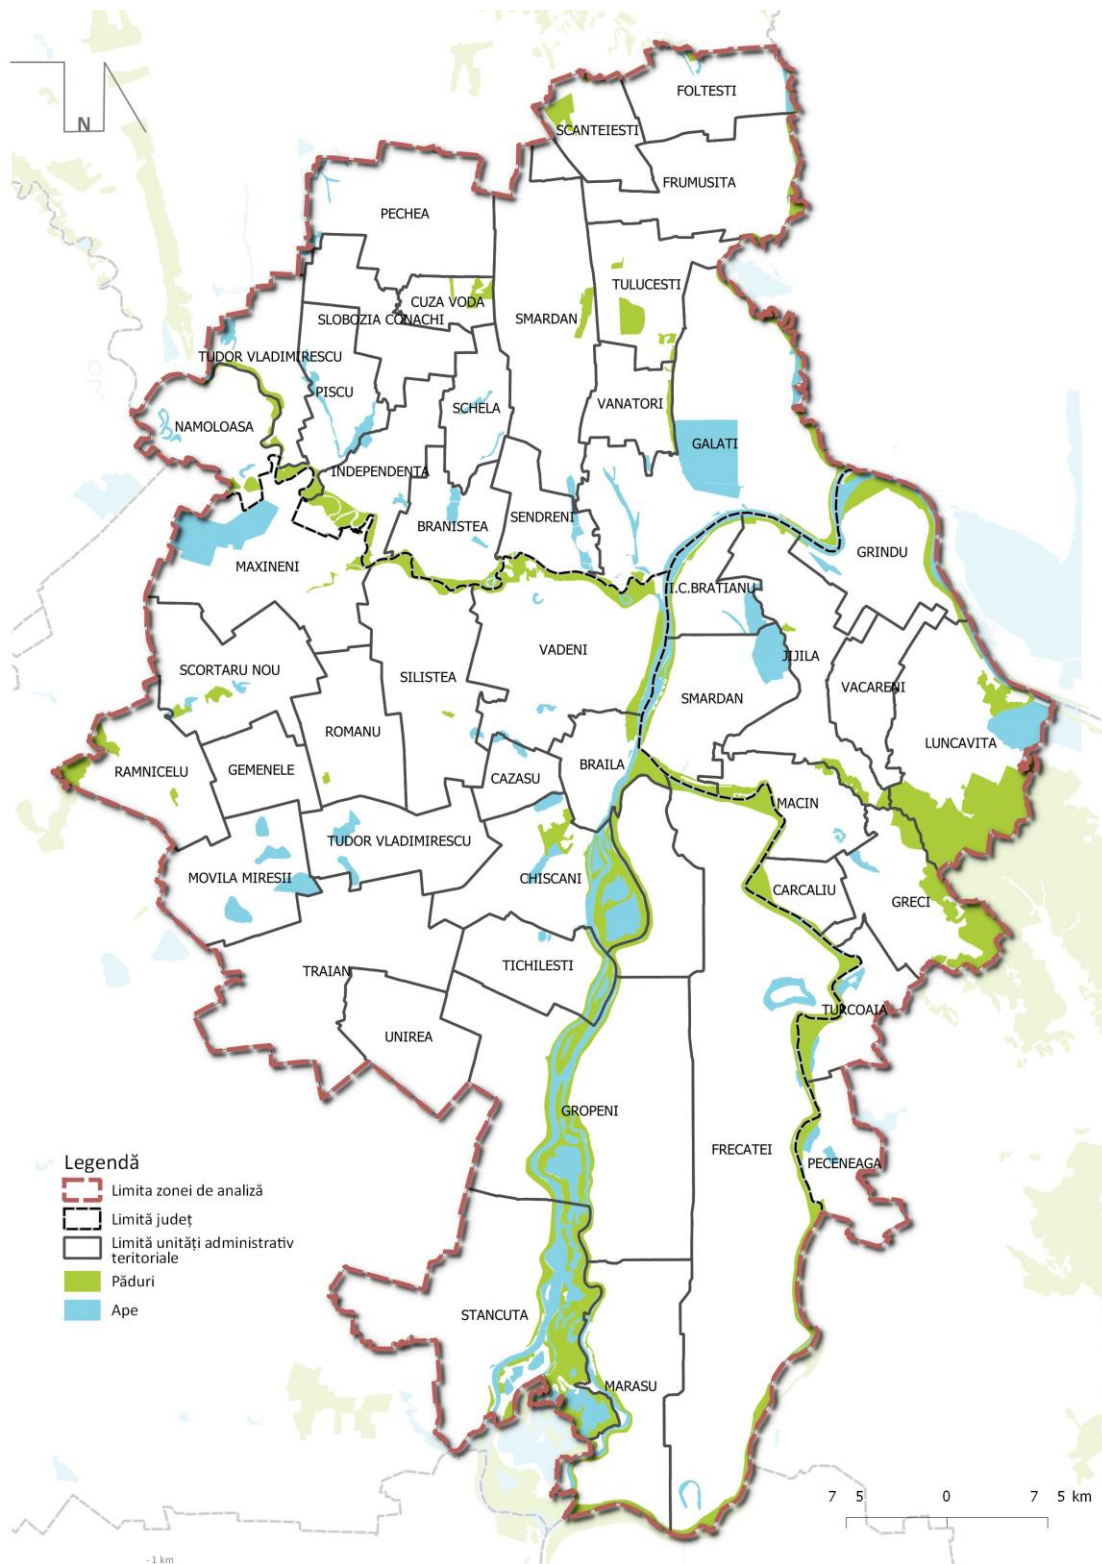 FOLTESTI
SCANTEIESTI
N
FRUMUSITA
PECHEA
TULUCESTI
CUZA VODA
SLOBOZIA CONACHI
SMARDAN
TUDOR VLADIMIRESCU
PISCU
SCHELA
VANATORI
NAMOLOASA
GALATI
INDEPENDENTA
BRANISTEA
SENDRENI
GRINDU
MAXINENI
I.C.BRATIANU
VADENI
JIJILA
SCORTARU NOU
SILISTEA
SMARDAN
VACARENI
ROMANU
LUNCAVITA
RAMNICELU
GEMENELE
CAZASU
BRAILA
MACIN
TUDOR VLADIMIRESCU
MOVILA MIRESII
CHISCANI
CARCALIU
GRECI
TICHILESTI
TRAIAN
TURCOAIA
UNIREA
GROPENI
FRECATEI
PECENEAGA
Legendă
Limita zonei de analiză
Limită județ
Limită unități administrativ
teritoriale
Păduri
Ape
STANCUTA
MARASU
7 5 0 7 5 km
- 1 km